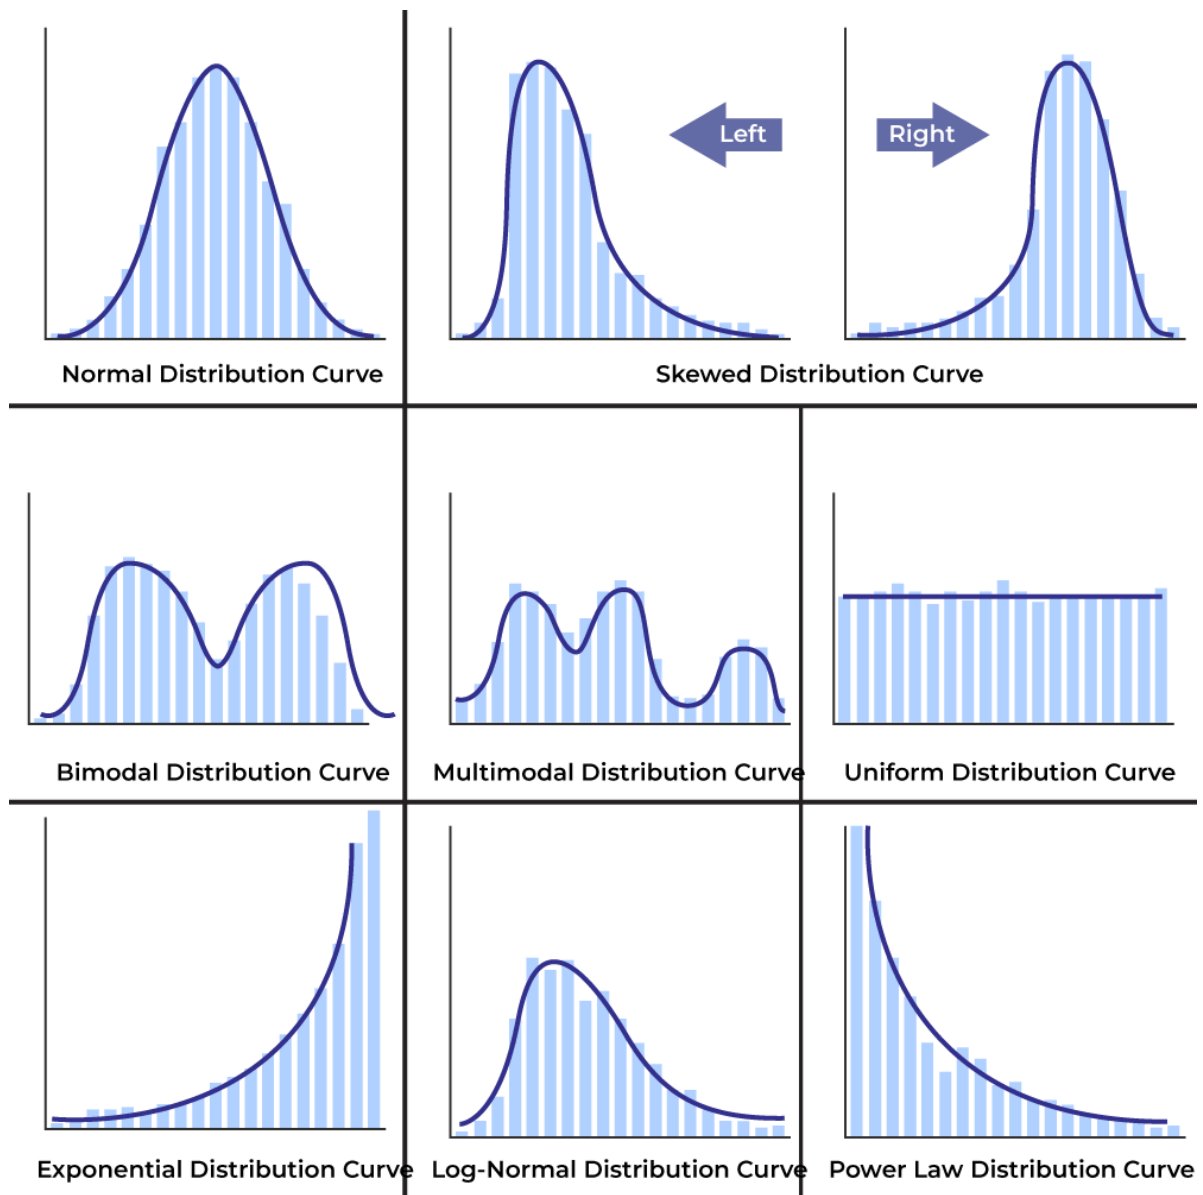 Left
Right
Normal Distribution Curve
Skewed Distribution Curve
Bimodal Distribution Curve
Multimodal Distribution Curve
Uniform Distribution Curve
Exponential Distribution Curve
Log-Normal Distribution Curve
Power Law Distribution Curve